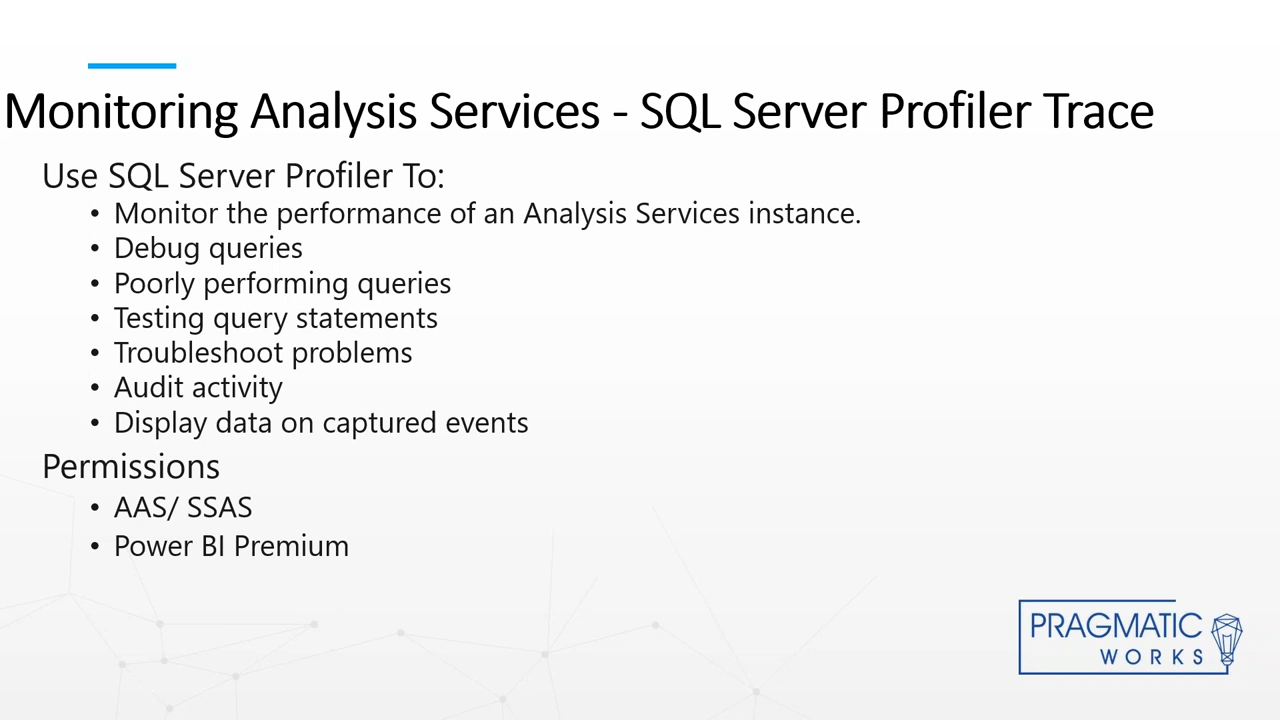 Monitoring Analysis Services - SQL Server Profiler Trace
Use SQL Server Profiler To:
• Monitor the performance of an Analysis Services instance.
• Debug queries
• Poorly performing queries
• Testing query statements
• Troubleshoot problems
• Audit activity
• Display data on captured events
Permissions
• AAS/ SSAS
• Power BI Premium
PRAGMATIC
WORKS